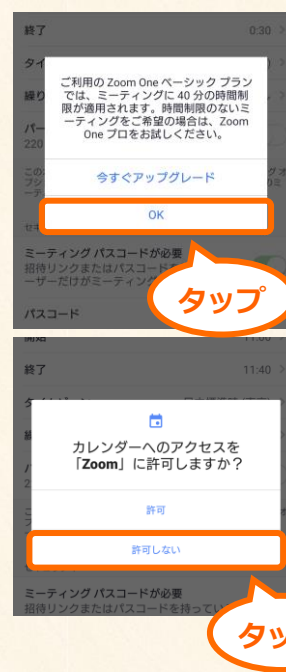 終了 0:30
タイ
ご利用の Zoom One ベーシック プラン
では、ミーティングに 40 分の時間制
限が適用されます。時間制限のないミ
ーティングをご希望の場合は、Zoom
One プロをお試しください。
繰り
パー
220
今すぐアップグレード
OK
セキ
ミーティング パスコードが必要
招待リンクまたはパスコード
ーザーだけがミーティング
タップ
パスコード
開始 11:00
終了 11:40
カレンダーへのアクセスを
「Zoom」に許可しますか？
許可
許可しない
ミーティング パスコードが必要
招待リンクまたはパスコードを持ってい
タッ